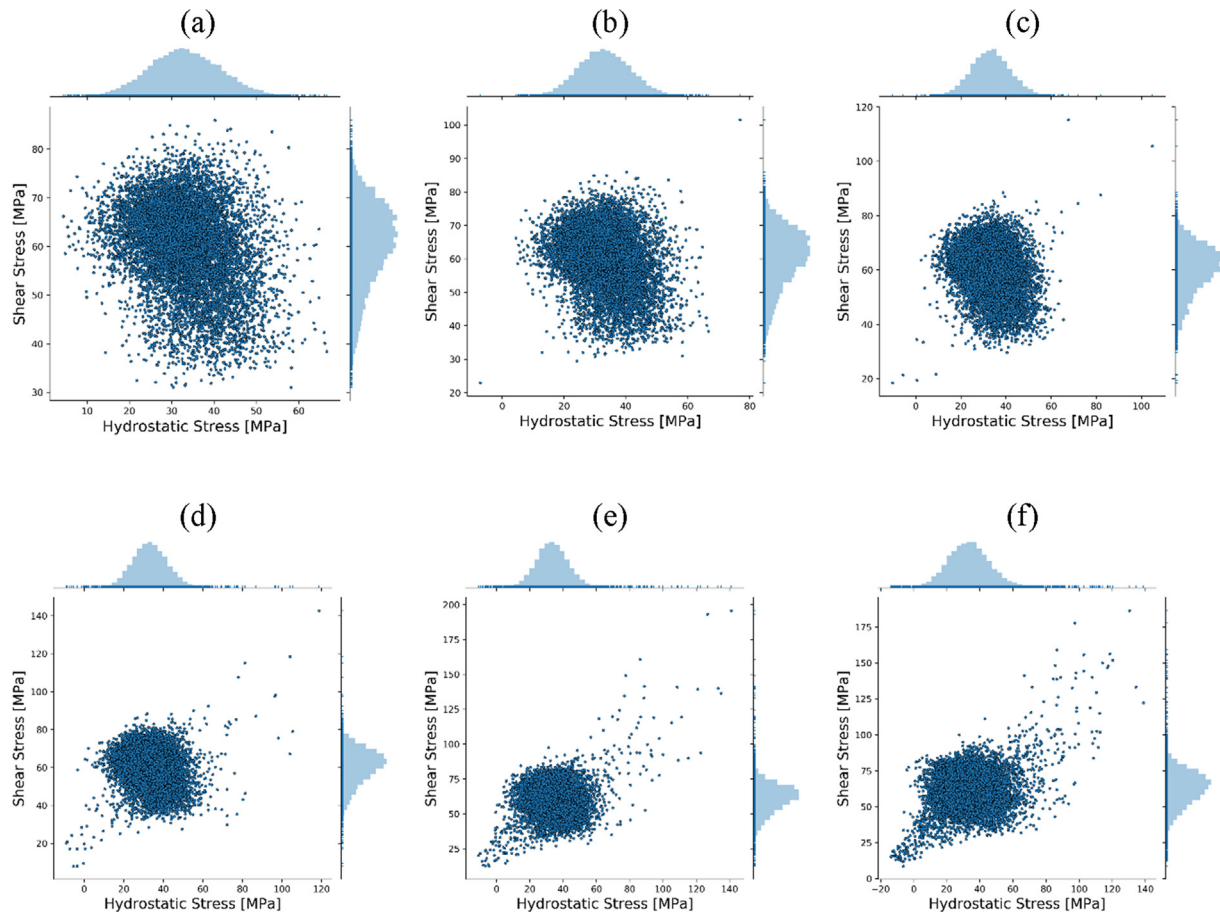 (a)
(b)
(c)
80
70
60
50
40
30
Shear Stress [MPa]
10 20 30 40 50 60
Hydrostatic Stress [MPa]
100
90
80
70
60
50
40
30
20
Shear Stress [MPa]
0 20 40 60 80
Hydrostatic Stress [MPa]
120
100
80
60
40
20
Shear Stress [MPa]
0 20 40 60 80 100
Hydrostatic Stress [MPa]
(d)
(e)
(f)
140
120
100
80
60
40
20
Shear Stress [MPa]
0 20 40 60 80 100 120
Hydrostatic Stress [MPa]
200
175
150
125
100
75
50
25
0
Shear Stress [MPa]
0 20 40 60 80 100 120 140
Hydrostatic Stress [MPa]
175
150
125
100
75
50
25
0
Shear Stress [MPa]
−20 0 20 40 60 80 100 120 140
Hydrostatic Stress [MPa]